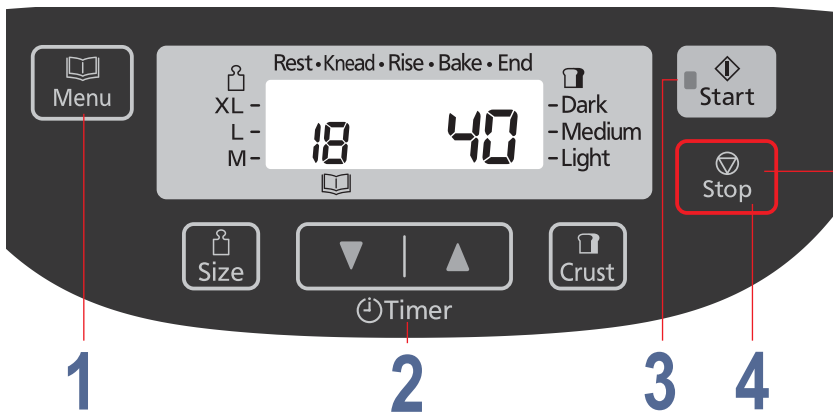 Menu
Rest • Knead • Rise • Bake • End
XL –
L –
M –
18
40
– Dark
– Medium
– Light
Start
Stop
Size
Timer
Crust
1
2
3
4